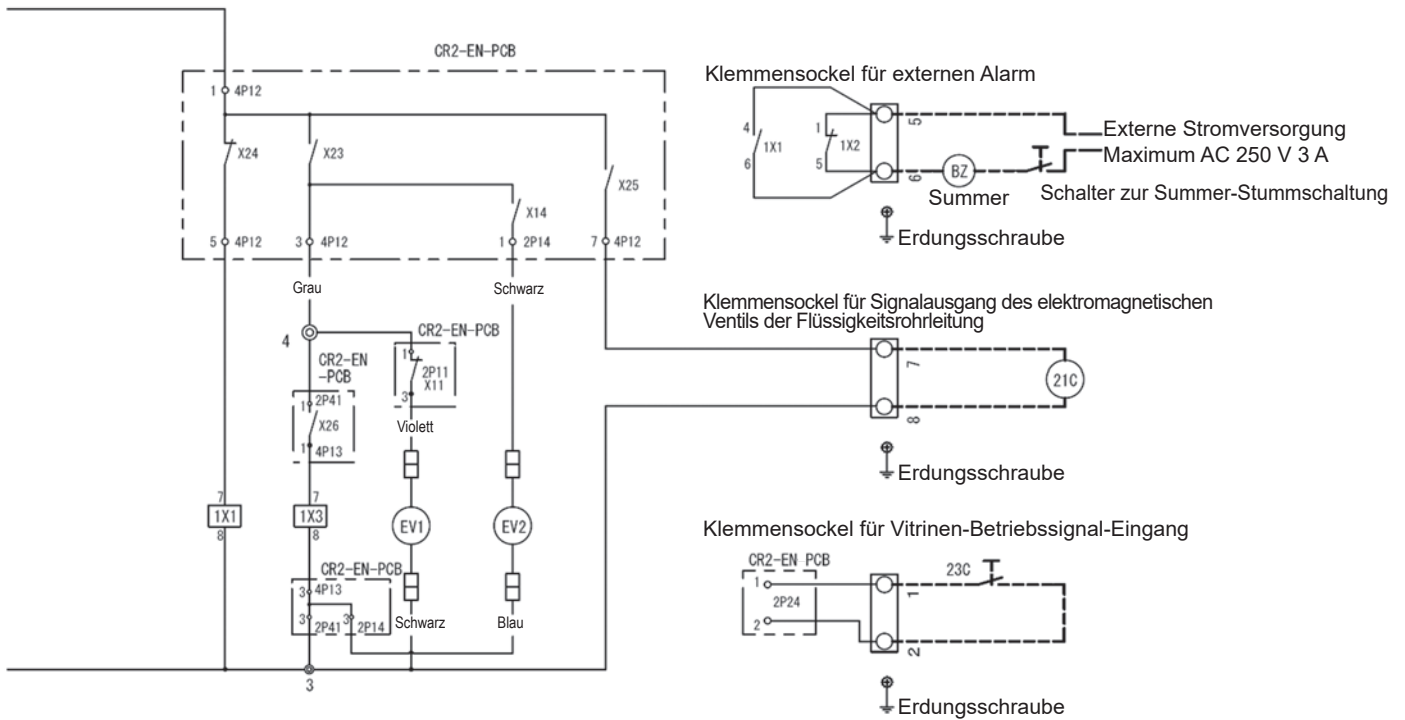 CR2-EN-PCB
1 4P12
X24
X23
X25
X14
5 4P12
3 4P12
1 2P14
7 4P12
Grau
Schwarz
4
CR2-EN-PCB
1
2P11
X11
3
CR2-EN
-PCB
1 2P41
X26
1 4P13
Violett
7
1X1
8
7
1X3
8
EV1
EV2
CR2-EN-PCB
3 4P13
3 2P41
3 2P14
Schwarz
Blau
3
Klemmensockel für externen Alarm
4
1X1
6
1
1X2
5
5
6
BZ
Summer
Externe Stromversorgung
Maximum AC 250 V 3 A
Schalter zur Summer-Stummschaltung
Erdungsschraube
Klemmensockel für Signalausgang des elektromagnetischen
Ventils der Flüssigkeitsrohrleitung
7
8
21C
Erdungsschraube
Klemmensockel für Vitrinen-Betriebssignal-Eingang
CR2-EN PCB
1
2P24
2
1
2
23C
Erdungsschraube